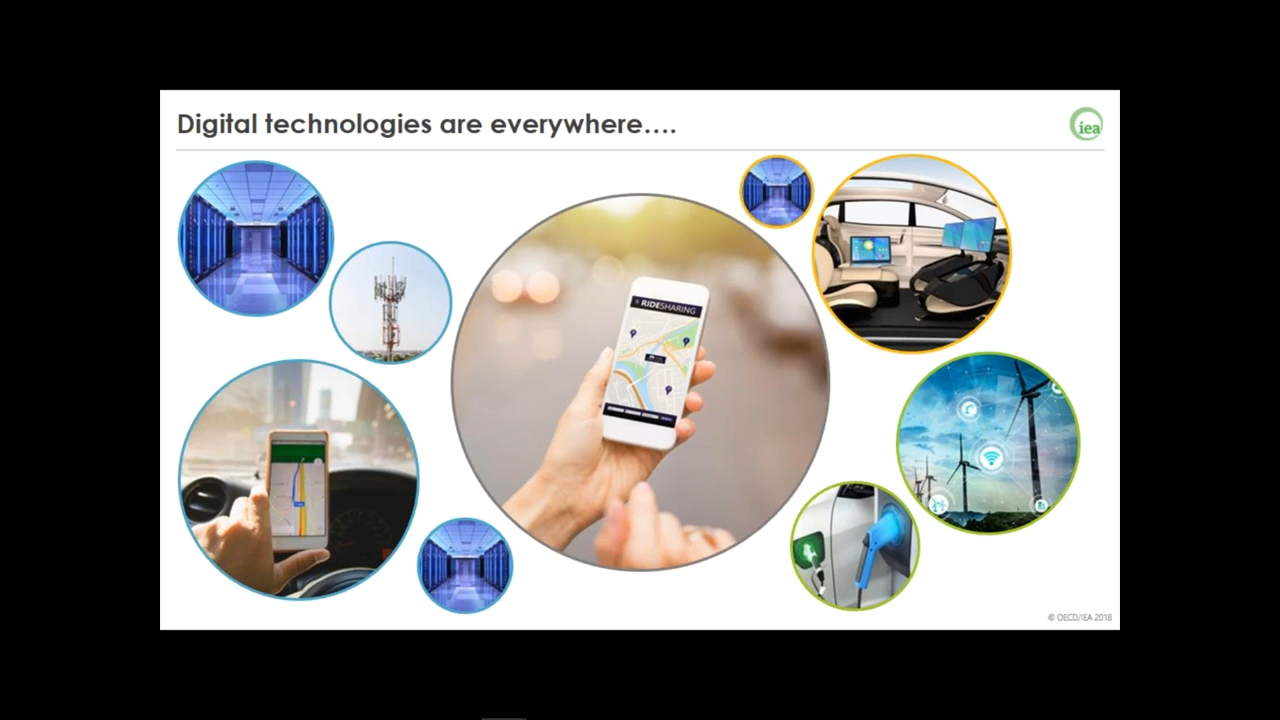 Digital technologies are everywhere....
iea
RIDESHARING
© OECD/IEA 2018